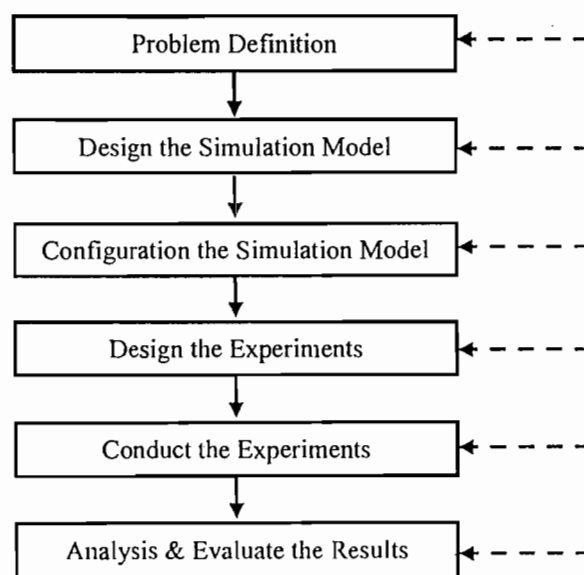 Problem Definition
Design the Simulation Model
Configuration the Simulation Model
Design the Experiments
Conduct the Experiments
Analysis & Evaluate the Results